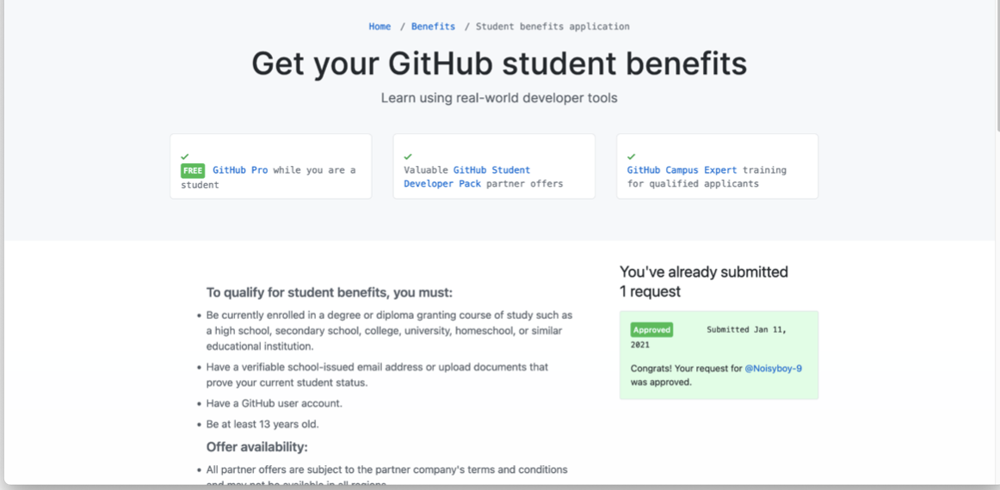 Home / Benefits / Student benefits application
Get your GitHub student benefits
Learn using real-world developer tools
FREE GitHub Pro while you are a
student
Valuable GitHub Student
Developer Pack partner offers
GitHub Campus Expert training
for qualified applicants
To qualify for student benefits, you must:
• Be currently enrolled in a degree or diploma granting course of study such as
a high school, secondary school, college, university, homeschool, or similar
educational institution.
• Have a verifiable school-issued email address or upload documents that
prove your current student status.
• Have a GitHub user account.
• Be at least 13 years old.
Offer availability:
• All partner offers are subject to the partner company's terms and conditions
and may not be available in all regions.
You've already submitted
1 request
Approved Submitted Jan 11,
2021
Congrats! Your request for @Noisyboy-9
was approved.